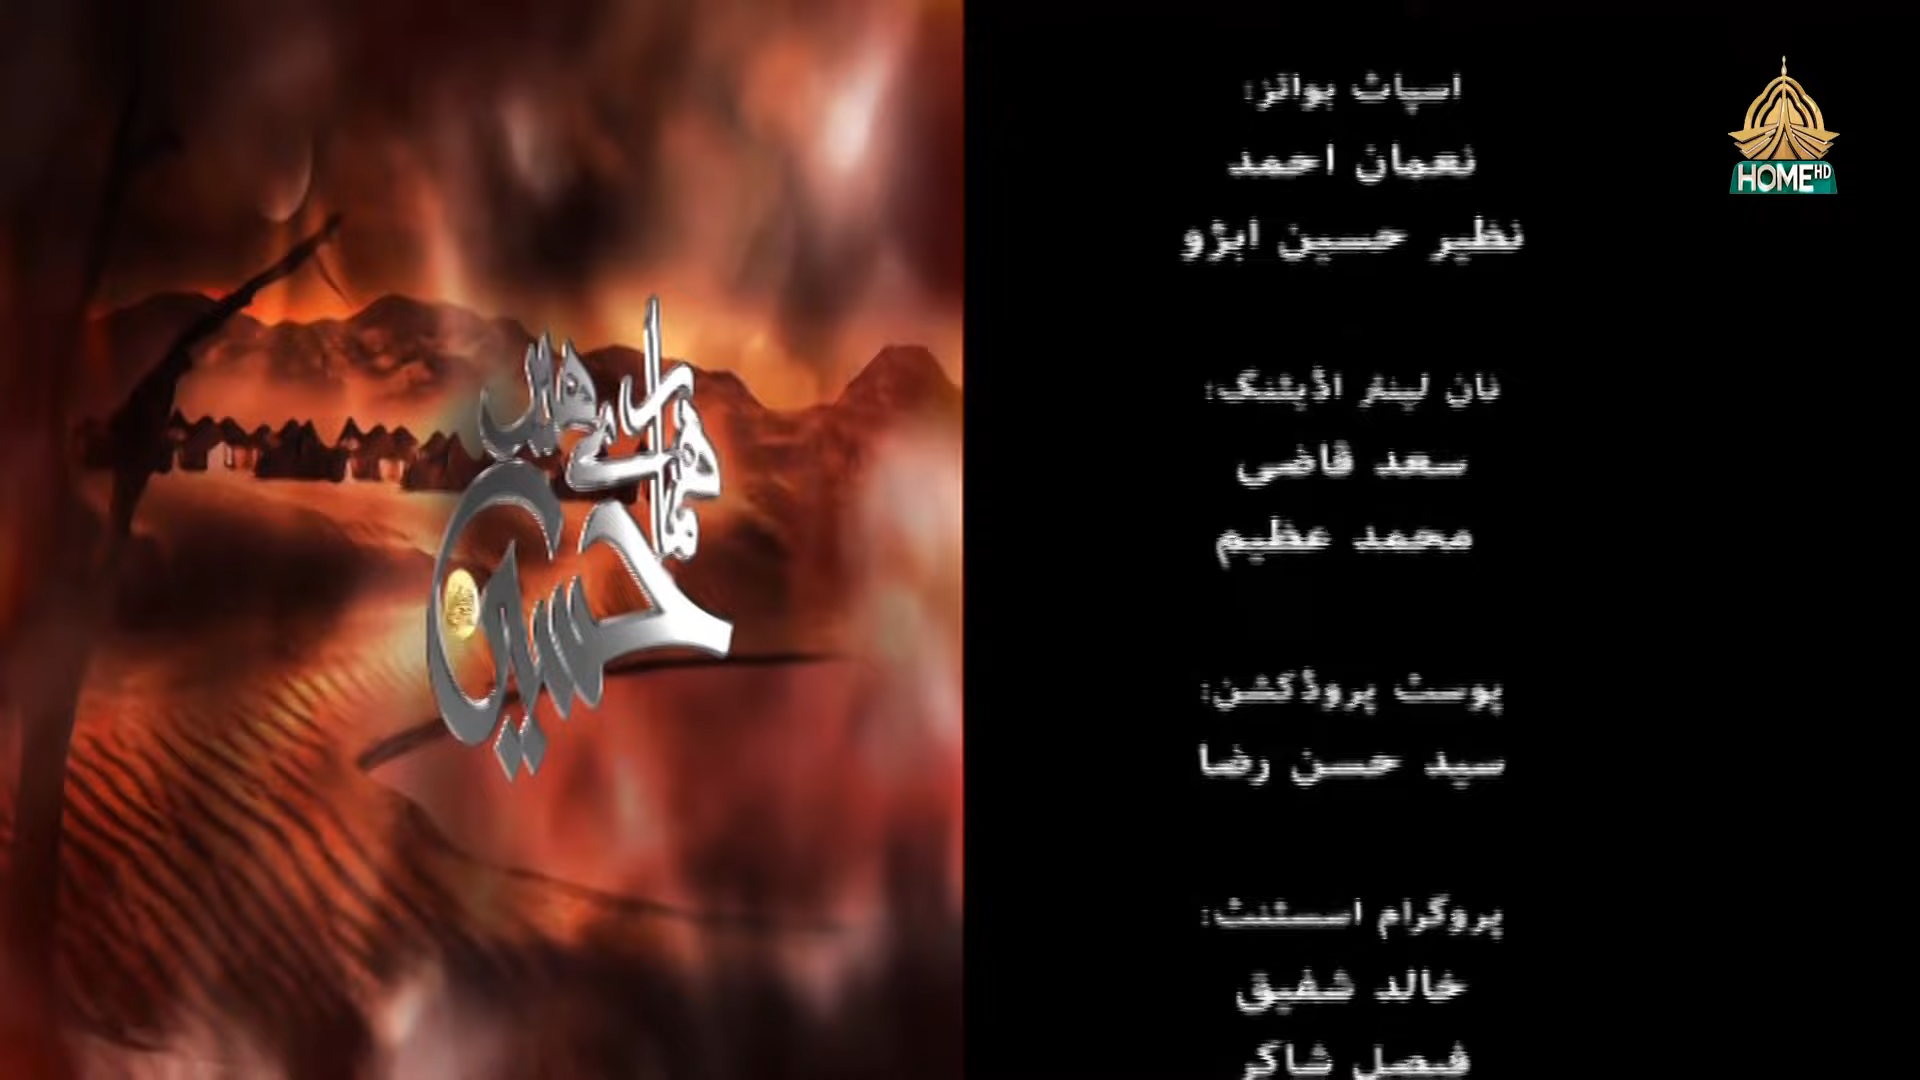 ہمارے ہیں
حسین
اسپاٹ بوائز:
نعمان احمد
نظیر حسین ابڑو
نان لینئر اڈیٹنگ:
سعد قاضی
محمد عظیم
پوسٹ پروڈکشن:
سید حسن رضا
پروگرام اسسٹنٹ:
خالد شفیق
فیصل شاکر
HOME HD